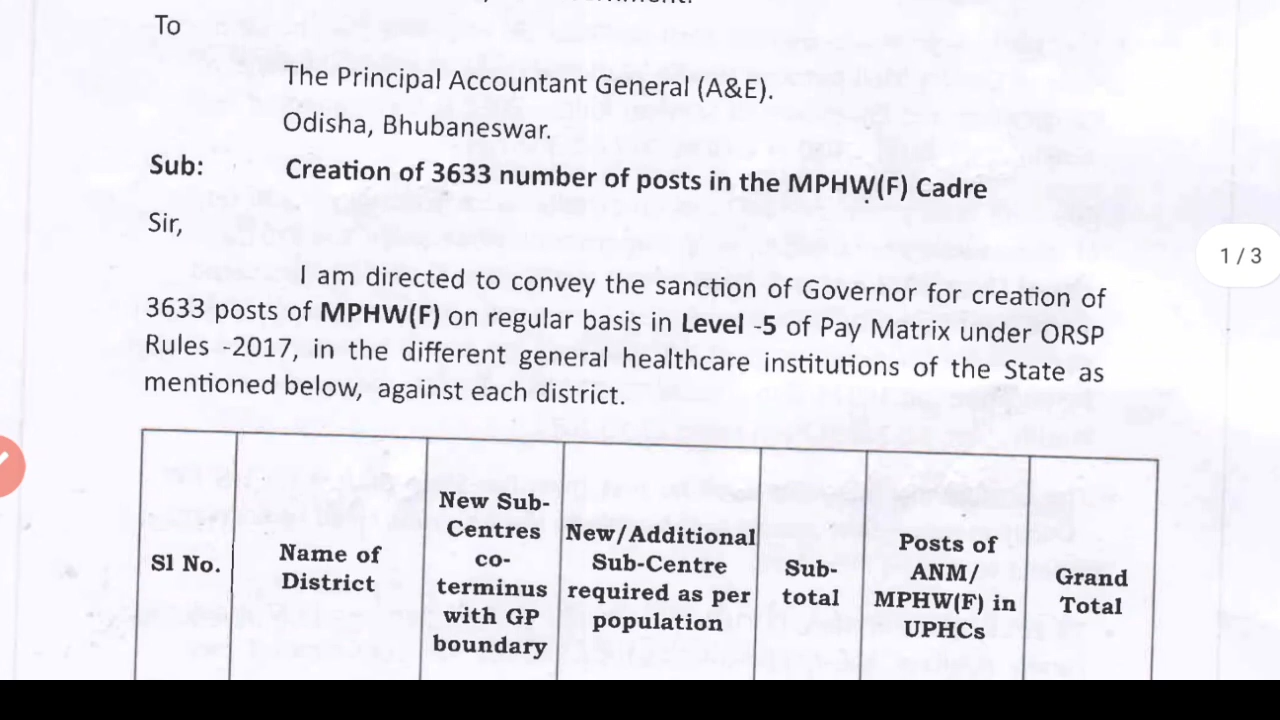 To
The Principal Accountant General (A&E).
Odisha, Bhubaneswar.
Sub: Creation of 3633 number of posts in the MPHW(F) Cadre
Sir,
I am directed to convey the sanction of Governor for creation of
3633 posts of MPHW(F) on regular basis in Level -5 of Pay Matrix under ORSP
Rules -2017, in the different general healthcare institutions of the State as
mentioned below, against each district.
1 / 3
Sl No.
Name of
District
New Sub-
Centres
co-
terminus
with GP
boundary
New/Additional
Sub-Centre
required as per
population
Sub-
total
Posts of
ANM/
MPHW(F) in
UPHCs
Grand
Total